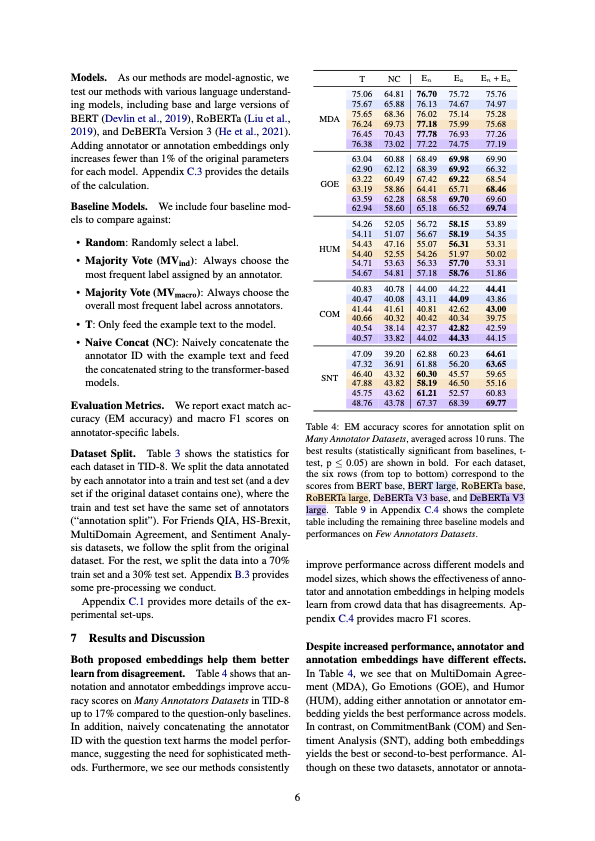 Models. As our methods are model-agnostic, we
test our methods with various language understand-
ing models, including base and large versions of
BERT (Devlin et al., 2019), RoBERTa (Liu et al.,
2019), and DeBERTa Version 3 (He et al., 2021).
Adding annotator or annotation embeddings only
increases fewer than 1% of the original parameters
for each model. Appendix C.3 provides the details
of the calculation.
Baseline Models. We include four baseline mod-
els to compare against:
• Random: Randomly select a label.
• Majority Vote (MVind): Always choose the
most frequent label assigned by an annotator.
• Majority Vote (MVmacro): Always choose the
overall most frequent label across annotators.
• T: Only feed the example text to the model.
• Naive Concat (NC): Naively concatenate the
annotator ID with the example text and feed
the concatenated string to the transformer-based
models.
Evaluation Metrics. We report exact match ac-
curacy (EM accuracy) and macro F1 scores on
annotator-specific labels.
Dataset Split. Table 3 shows the statistics for
each dataset in TID-8. We split the data annotated
by each annotator into a train and test set (and a dev
set if the original dataset contains one), where the
train and test set have the same set of annotators
(“annotation split”). For Friends QIA, HS-Brexit,
MultiDomain Agreement, and Sentiment Analy-
sis datasets, we follow the split from the original
dataset. For the rest, we split the data into a 70%
train set and a 30% test set. Appendix B.3 provides
some pre-processing we conduct.
Appendix C.1 provides more details of the ex-
perimental set-ups.
7 Results and Discussion
Both proposed embeddings help them better
learn from disagreement. Table 4 shows that an-
notation and annotator embeddings improve accu-
racy scores on Many Annotators Datasets in TID-8
up to 17% compared to the question-only baselines.
In addition, naively concatenating the annotator
ID with the question text harms the model perfor-
mance, suggesting the need for sophisticated meth-
ods. Furthermore, we see our methods consistently
T NC En Ea En + Ea
75.06 64.81 76.70 75.72 75.76
75.67 65.88 76.13 74.67 74.97
75.65 68.36 76.02 75.14 75.28
MDA
76.24 69.73 77.18 75.99 75.68
76.45 70.43 77.78 76.93 77.26
76.38 73.02 77.22 74.75 77.19
63.04 60.88 68.49 69.98 69.90
62.90 62.12 68.39 69.92 66.32
63.22 60.49 67.42 69.22 68.54
GOE
63.19 58.86 64.41 65.71 68.46
63.59 62.28 68.58 69.70 69.60
62.94 58.60 65.18 66.52 69.74
54.26 52.05 56.72 58.15 53.89
54.11 51.07 56.67 58.19 54.35
54.43 47.16 55.07 56.31 53.31
HUM
54.40 52.55 54.26 51.97 50.02
54.71 53.63 56.33 57.70 53.31
54.67 54.81 57.18 58.76 51.86
40.83 40.78 44.00 44.22 44.41
40.47 40.08 43.11 44.09 43.86
41.44 41.61 40.81 42.62 43.00
COM
40.66 40.32 40.42 40.34 39.75
40.54 38.14 42.37 42.82 42.59
40.57 33.82 44.02 44.33 44.15
47.09 39.20 62.88 60.23 64.61
47.32 36.91 61.88 56.20 63.65
46.40 43.32 60.30 45.57 59.65
SNT
47.88 43.82 58.19 46.50 55.16
45.75 43.62 61.21 52.57 60.83
48.76 43.78 67.37 68.39 69.77
Table 4: EM accuracy scores for annotation split on
Many Annotator Datasets, averaged across 10 runs. The
best results (statistically significant from baselines, t-
test, p ≤ 0.05) are shown in bold. For each dataset,
the six rows (from top to bottom) correspond to the
scores from BERT base, BERT large, RoBERTa base,
RoBERTa large, DeBERTa V3 base, and DeBERTa V3
large. Table 9 in Appendix C.4 shows the complete
table including the remaining three baseline models and
performances on Few Annotators Datasets.
improve performance across different models and
model sizes, which shows the effectiveness of anno-
tator and annotation embeddings in helping models
learn from crowd data that has disagreements. Ap-
pendix C.4 provides macro F1 scores.
Despite increased performance, annotator and
annotation embeddings have different effects.
In Table 4, we see that on MultiDomain Agree-
ment (MDA), Go Emotions (GOE), and Humor
(HUM), adding either annotation or annotator em-
bedding yields the best performance across models.
In contrast, on CommitmentBank (COM) and Sen-
timent Analysis (SNT), adding both embeddings
yields the best or second-to-best performance. Al-
though on these two datasets, annotator or annota-
6